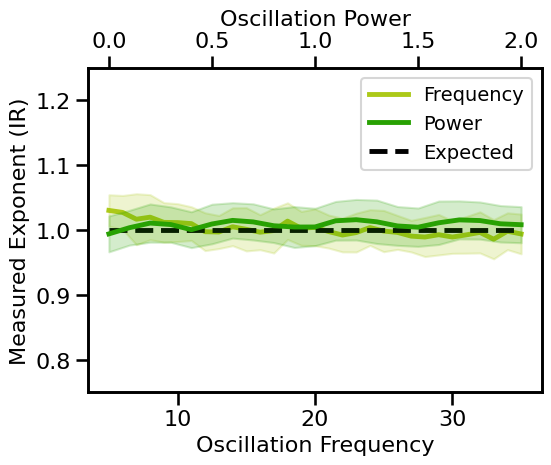 Oscillation Power
0.0 0.5 1.0 1.5 2.0
Measured Exponent (IR)
1.2
1.1
1.0
0.9
0.8
Frequency
Power
Expected
10 20 30
Oscillation Frequency